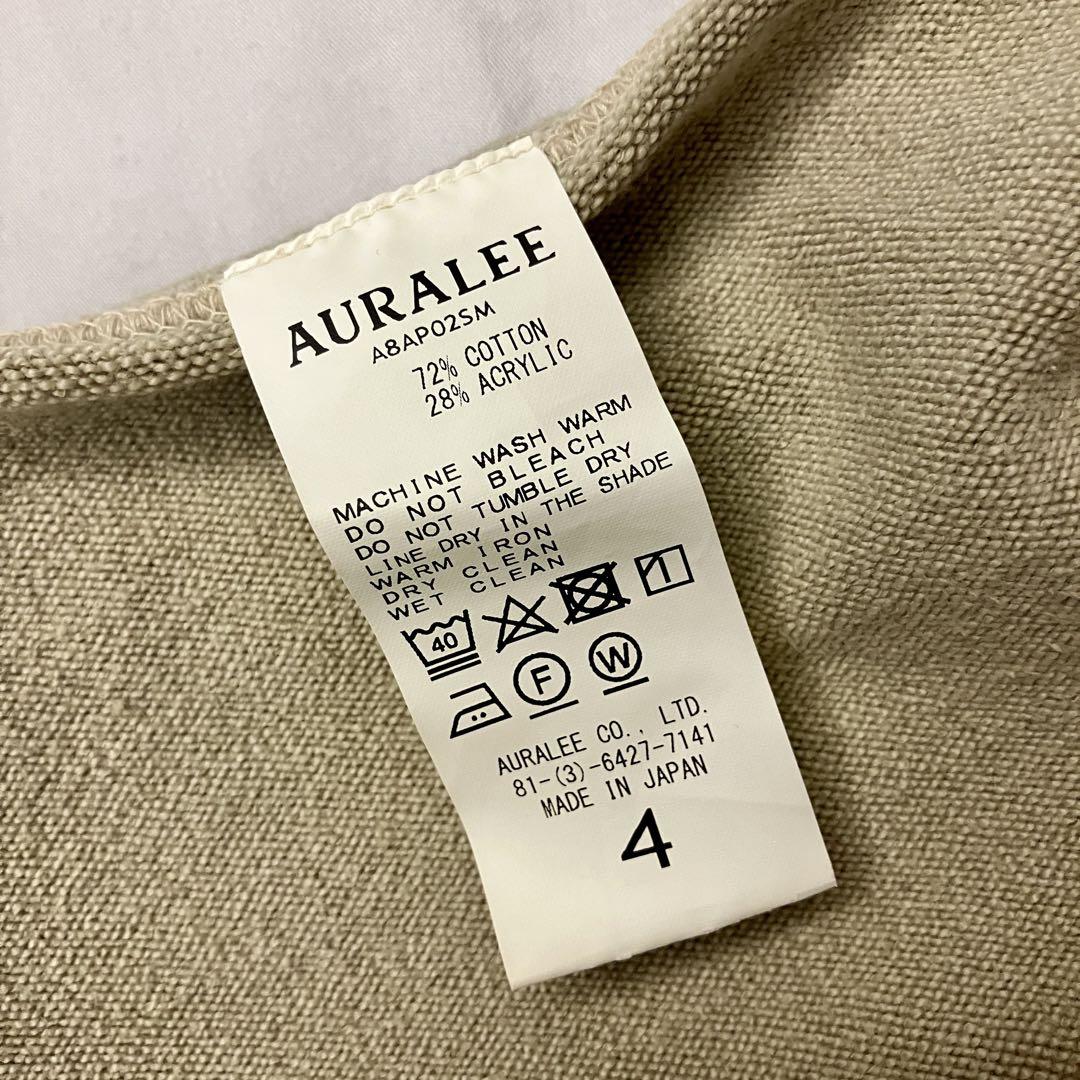 AURALEE
A8AP02SM
72% COTTON
28% ACRYLIC
MACHINE WASH WARM
DO NOT BLEACH
DO NOT TUMBLE DRY
LINE DRY IN THE SHADE
WARM IRON
DRY CLEAN
WET CLEAN
40
F W
AURALEE CO., LTD.
81-(3)-6427-7141
MADE IN JAPAN
4